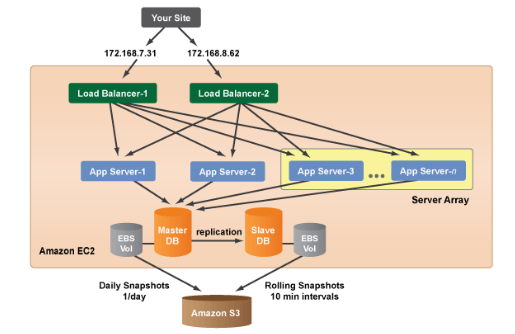 Your Site
172.168.7.31
172.168.8.62
Load Balancer-1
Load Balancer-2
App Server-1
App Server-2
App Server-3
App Server-n
Server Array
Master
DB
replication
Slave
DB
EBS
Vol
EBS
Vol
Amazon EC2
Daily Snapshots
1/day
Rolling Snapshots
10 min intervals
Amazon S3